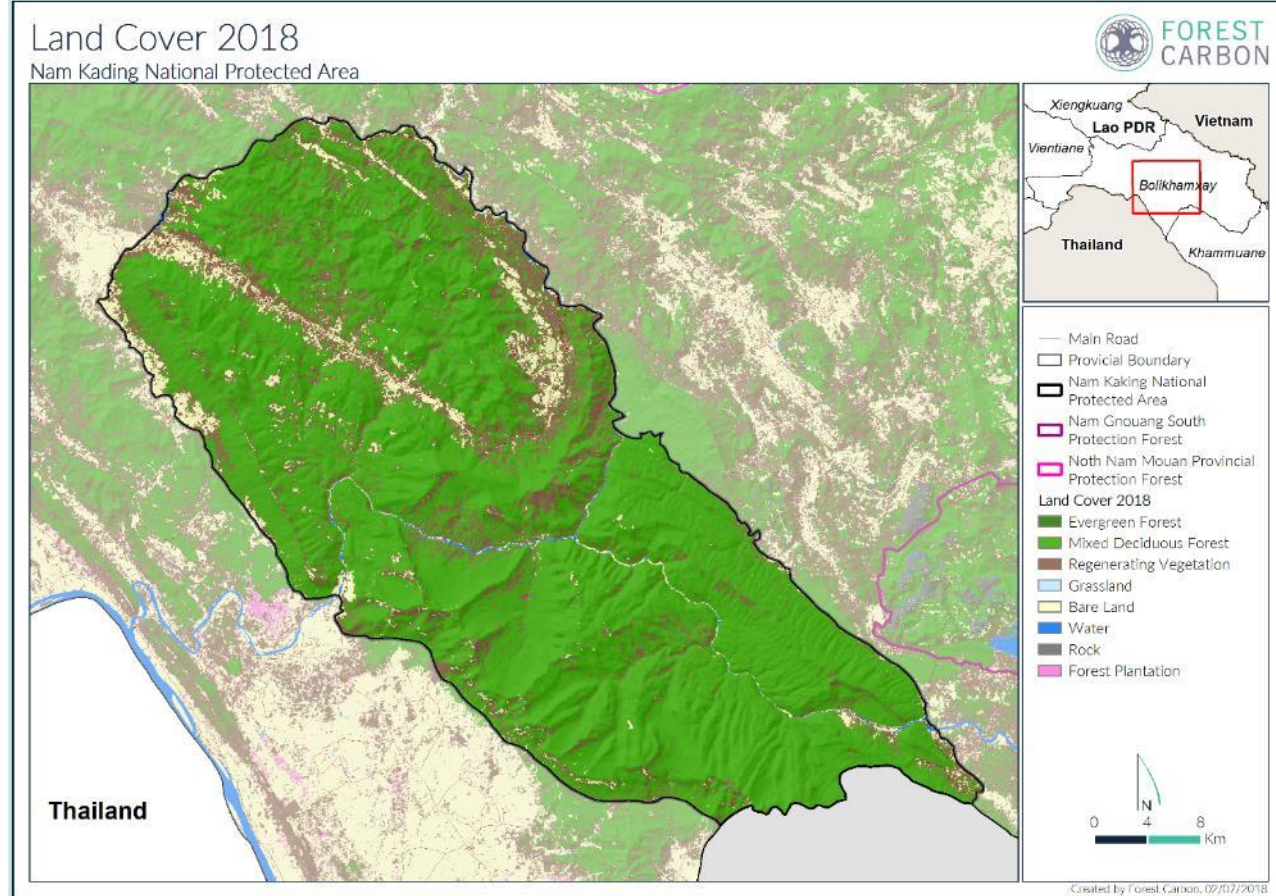 Land Cover 2018
Nam Kading National Protected Area
FOREST
CARBON
Xiengkuang
Lao PDR
Vietnam
Vientiane
Bolikhamxay
Thailand
Khammuane
Main Road
Provicial Boundary
Nam Kaking National
Protected Area
Nam Gnouang South
Protection Forest
Noth Nam Mouan Provincial
Protection Forest
Land Cover 2018
Evergreen Forest
Mixed Deciduous Forest
Regenerating Vegetation
Grassland
Bare Land
Water
Rock
Forest Plantation
Thailand
N
0 4 8
Km
Created by Forest Carbon, 02/07/2018